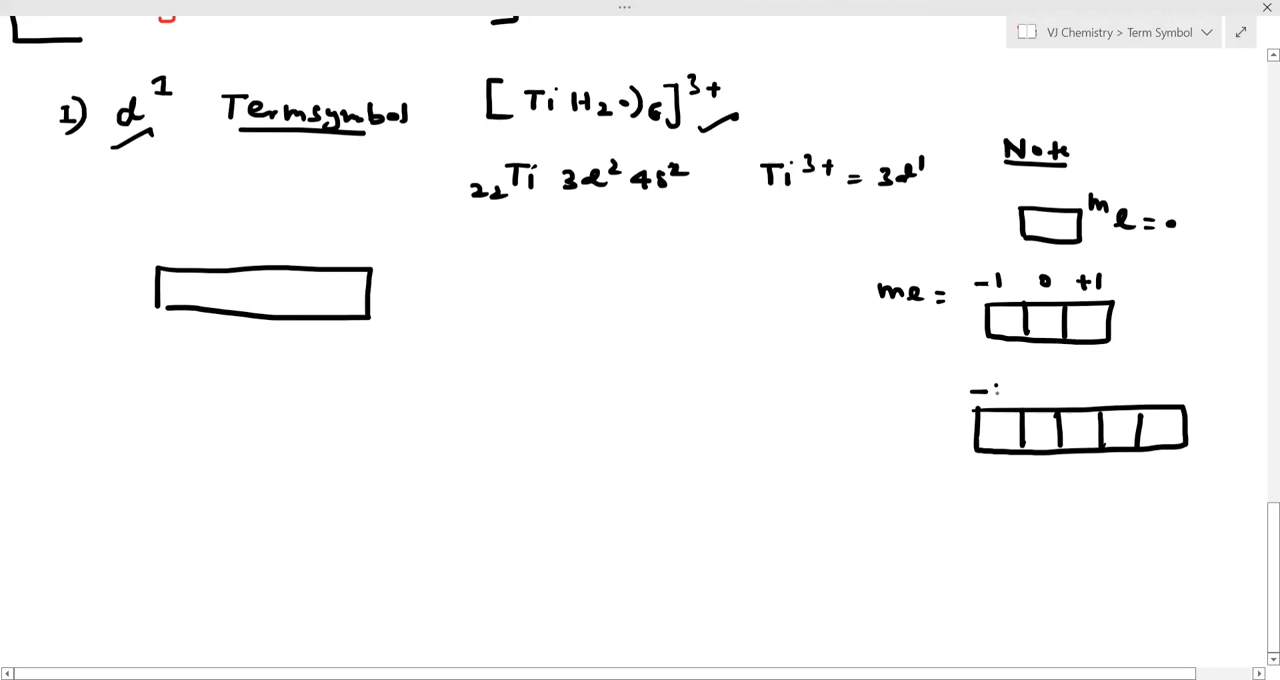 VJ Chemistry > Term Symbol
1) d¹ Termsymbol [Ti H₂O)₆]³⁺
₂₂Ti 3d² 4s² Ti³⁺ = 3d¹
Note
mℓ = 0
mℓ = -1 0 +1